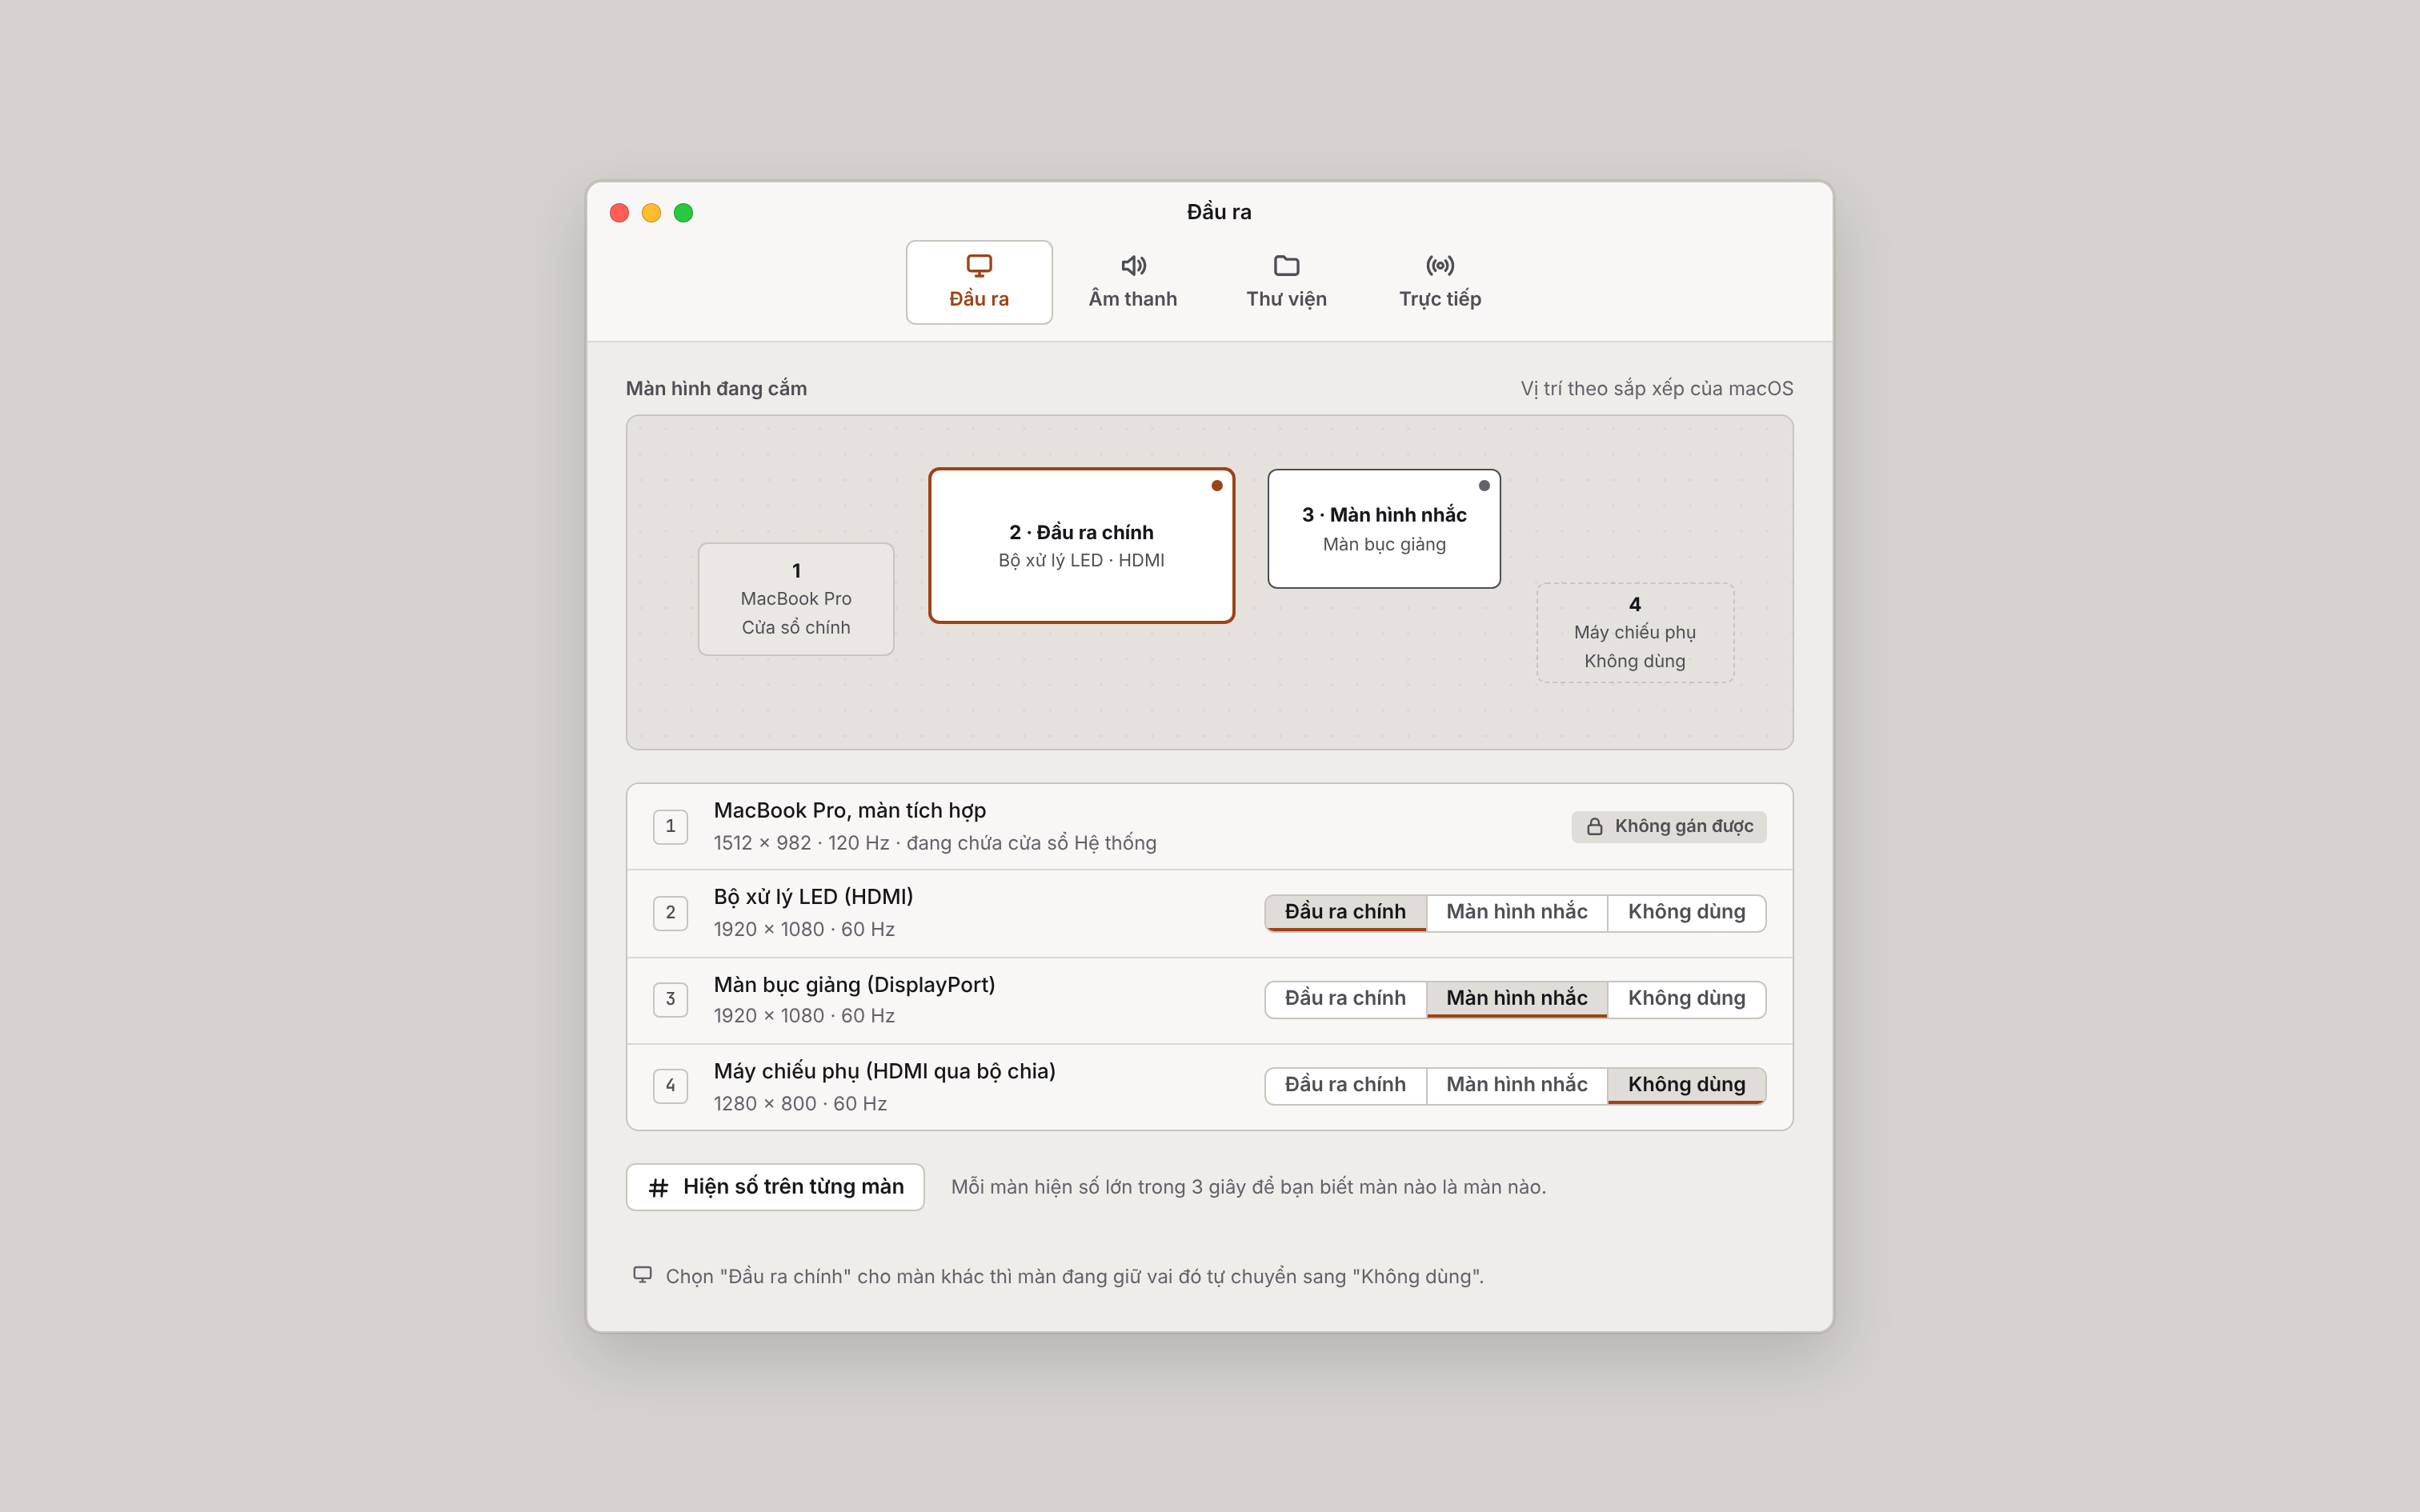 Đầu ra
Đầu ra
Âm thanh
Thư viện
Trực tiếp
Màn hình đang cắm
Vị trí theo sắp xếp của macOS
1
MacBook Pro
Cửa sổ chính
2 · Đầu ra chính
Bộ xử lý LED · HDMI
3 · Màn hình nhắc
Màn bục giảng
4
Máy chiếu phụ
Không dùng
1
MacBook Pro, màn tích hợp
1512 × 982 · 120 Hz · đang chứa cửa sổ Hệ thống
Không gán được
2
Bộ xử lý LED (HDMI)
1920 × 1080 · 60 Hz
Đầu ra chính
Màn hình nhắc
Không dùng
3
Màn bục giảng (DisplayPort)
1920 × 1080 · 60 Hz
Đầu ra chính
Màn hình nhắc
Không dùng
4
Máy chiếu phụ (HDMI qua bộ chia)
1280 × 800 · 60 Hz
Đầu ra chính
Màn hình nhắc
Không dùng
Hiện số trên từng màn
Mỗi màn hiện số lớn trong 3 giây để bạn biết màn nào là màn nào.
Chọn "Đầu ra chính" cho màn khác thì màn đang giữ vai đó tự chuyển sang "Không dùng".